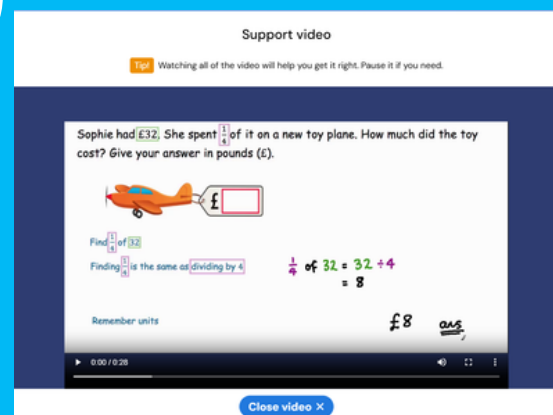 Support video
Tip! Watching all of the video will help you get it right. Pause it if you need.
Sophie had £32. She spent 1/4 of it on a new toy plane. How much did the toy
cost? Give your answer in pounds (£).
£
Find 1/4 of 32
Finding 1/4 is the same as dividing by 4
1/4 of 32 = 32 ÷ 4
= 8
Remember units
£8 ans
0:00 / 0:28
Close video ×